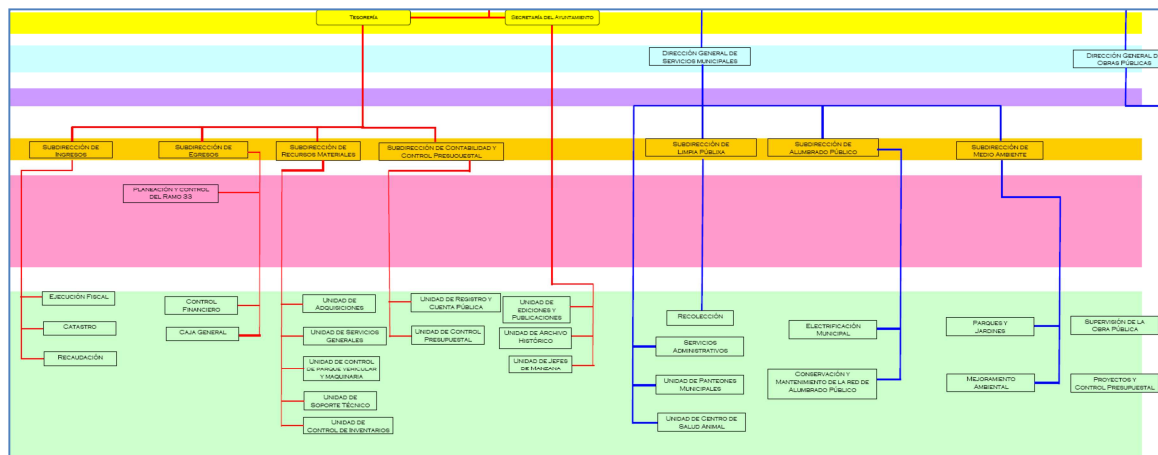 Tesorería
Secretaría del Ayuntamiento
Dirección General de
Servicios municipales
Dirección General de
Obras Públicas
Subdirección de
Ingresos
Subdirección de
Egresos
Subdirección de
Recursos Materiales
Subdirección de Contabilidad y
Control Presuouestal
Subdirección de
Limpia Públixa
Subdirección de
Alumbrado Público
Subdirección de
Medio Ambiente
Planeación y control
del Ramo 33
Ejecución Fiscal
Catastro
Recaudación
Control
Financiero
Caja General
Unidad de
Adquisiciones
Unidad de Servicios
Generales
Unidad de control
de parque vehicular
y maquinaria
Unidad de
Soporte Técnico
Unidad de
Control de Inventarios
Unidad de Registro y
Cuenta Pública
Unidad de Control
Presupuestal
Unidad de
ediciones y
Publicaciones
Unidad de Archivo
Histórico
Unidad de Jefes
de Manzana
Recolección
Servicios
Administrativos
Unidad de Panteones
Municipales
Unidad de Centro de
Salud Animal
Electrificación
Municipal
Conservación y
Mantenimiento de la red de
Alumbrado Público
Parques y
Jardines
Mejoramiento
Ambiental
Supervisión de la
Obra Pública
Proyectos y
Control Presupuestal